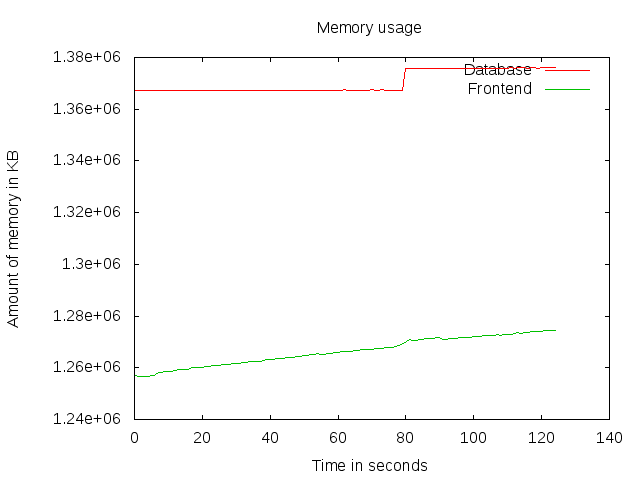 Memory usage
1.38e+06
Database
Frontend
1.36e+06
1.34e+06
1.32e+06
1.3e+06
1.28e+06
1.26e+06
1.24e+06
Amount of memory in KB
0 20 40 60 80 100 120 140
Time in seconds